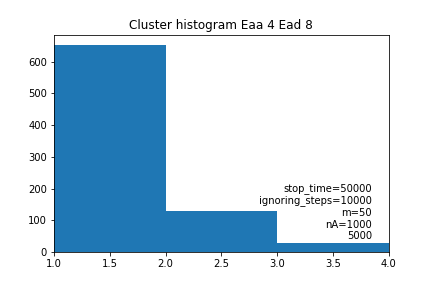 Cluster histogram Eaa 4 Ead 8
600
500
400
300
200
100
0
stop_time=50000
ignoring_steps=10000
m=50
nA=1000
5000
1.0 1.5 2.0 2.5 3.0 3.5 4.0